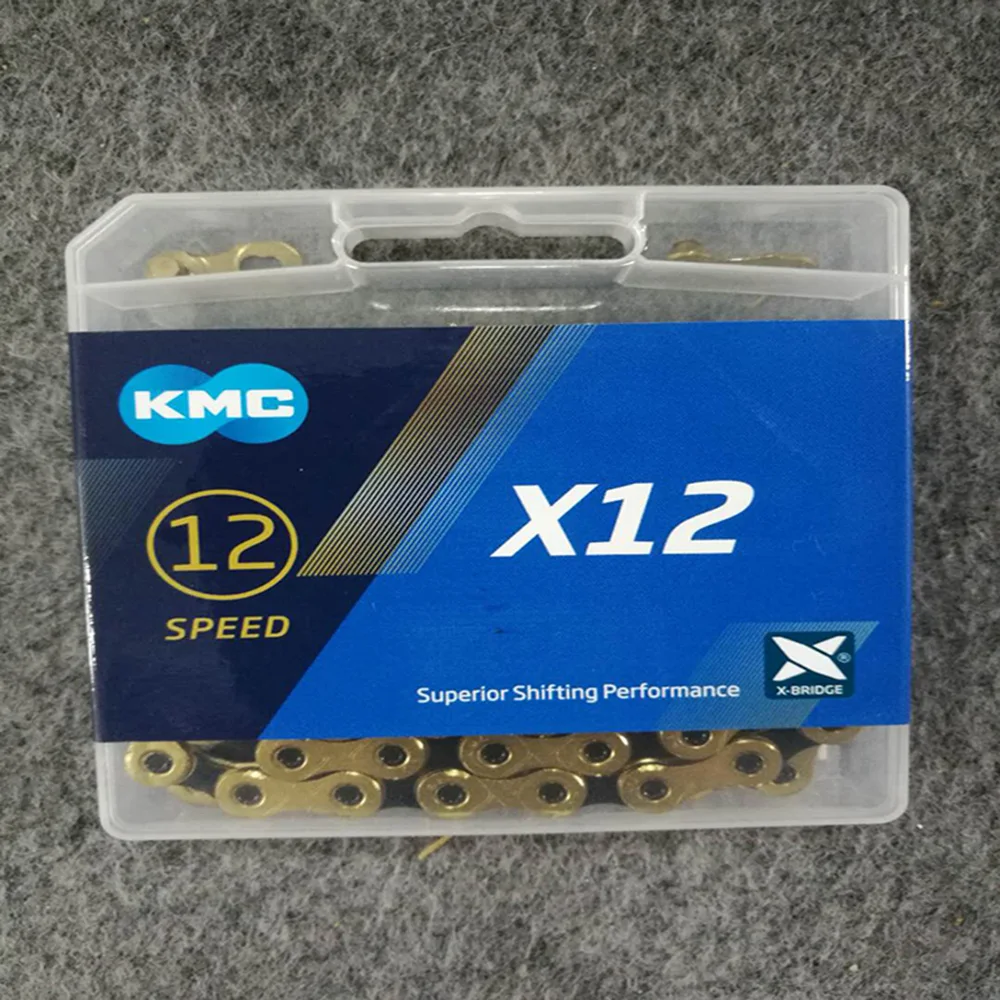 KMC
12
SPEED
X12
Superior Shifting Performance
®
X-BRIDGE